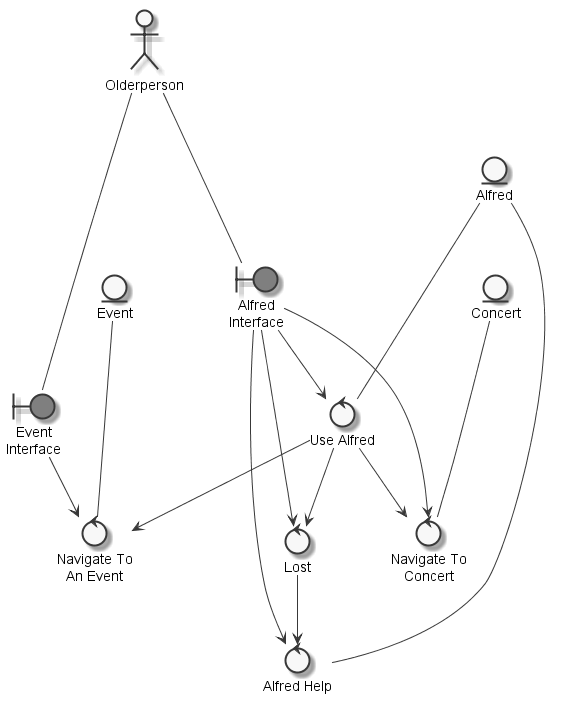 Olderperson
Alfred
Event
Alfred
Interface
Concert
Event
Interface
Use Alfred
Navigate To
An Event
Lost
Navigate To
Concert
Alfred Help